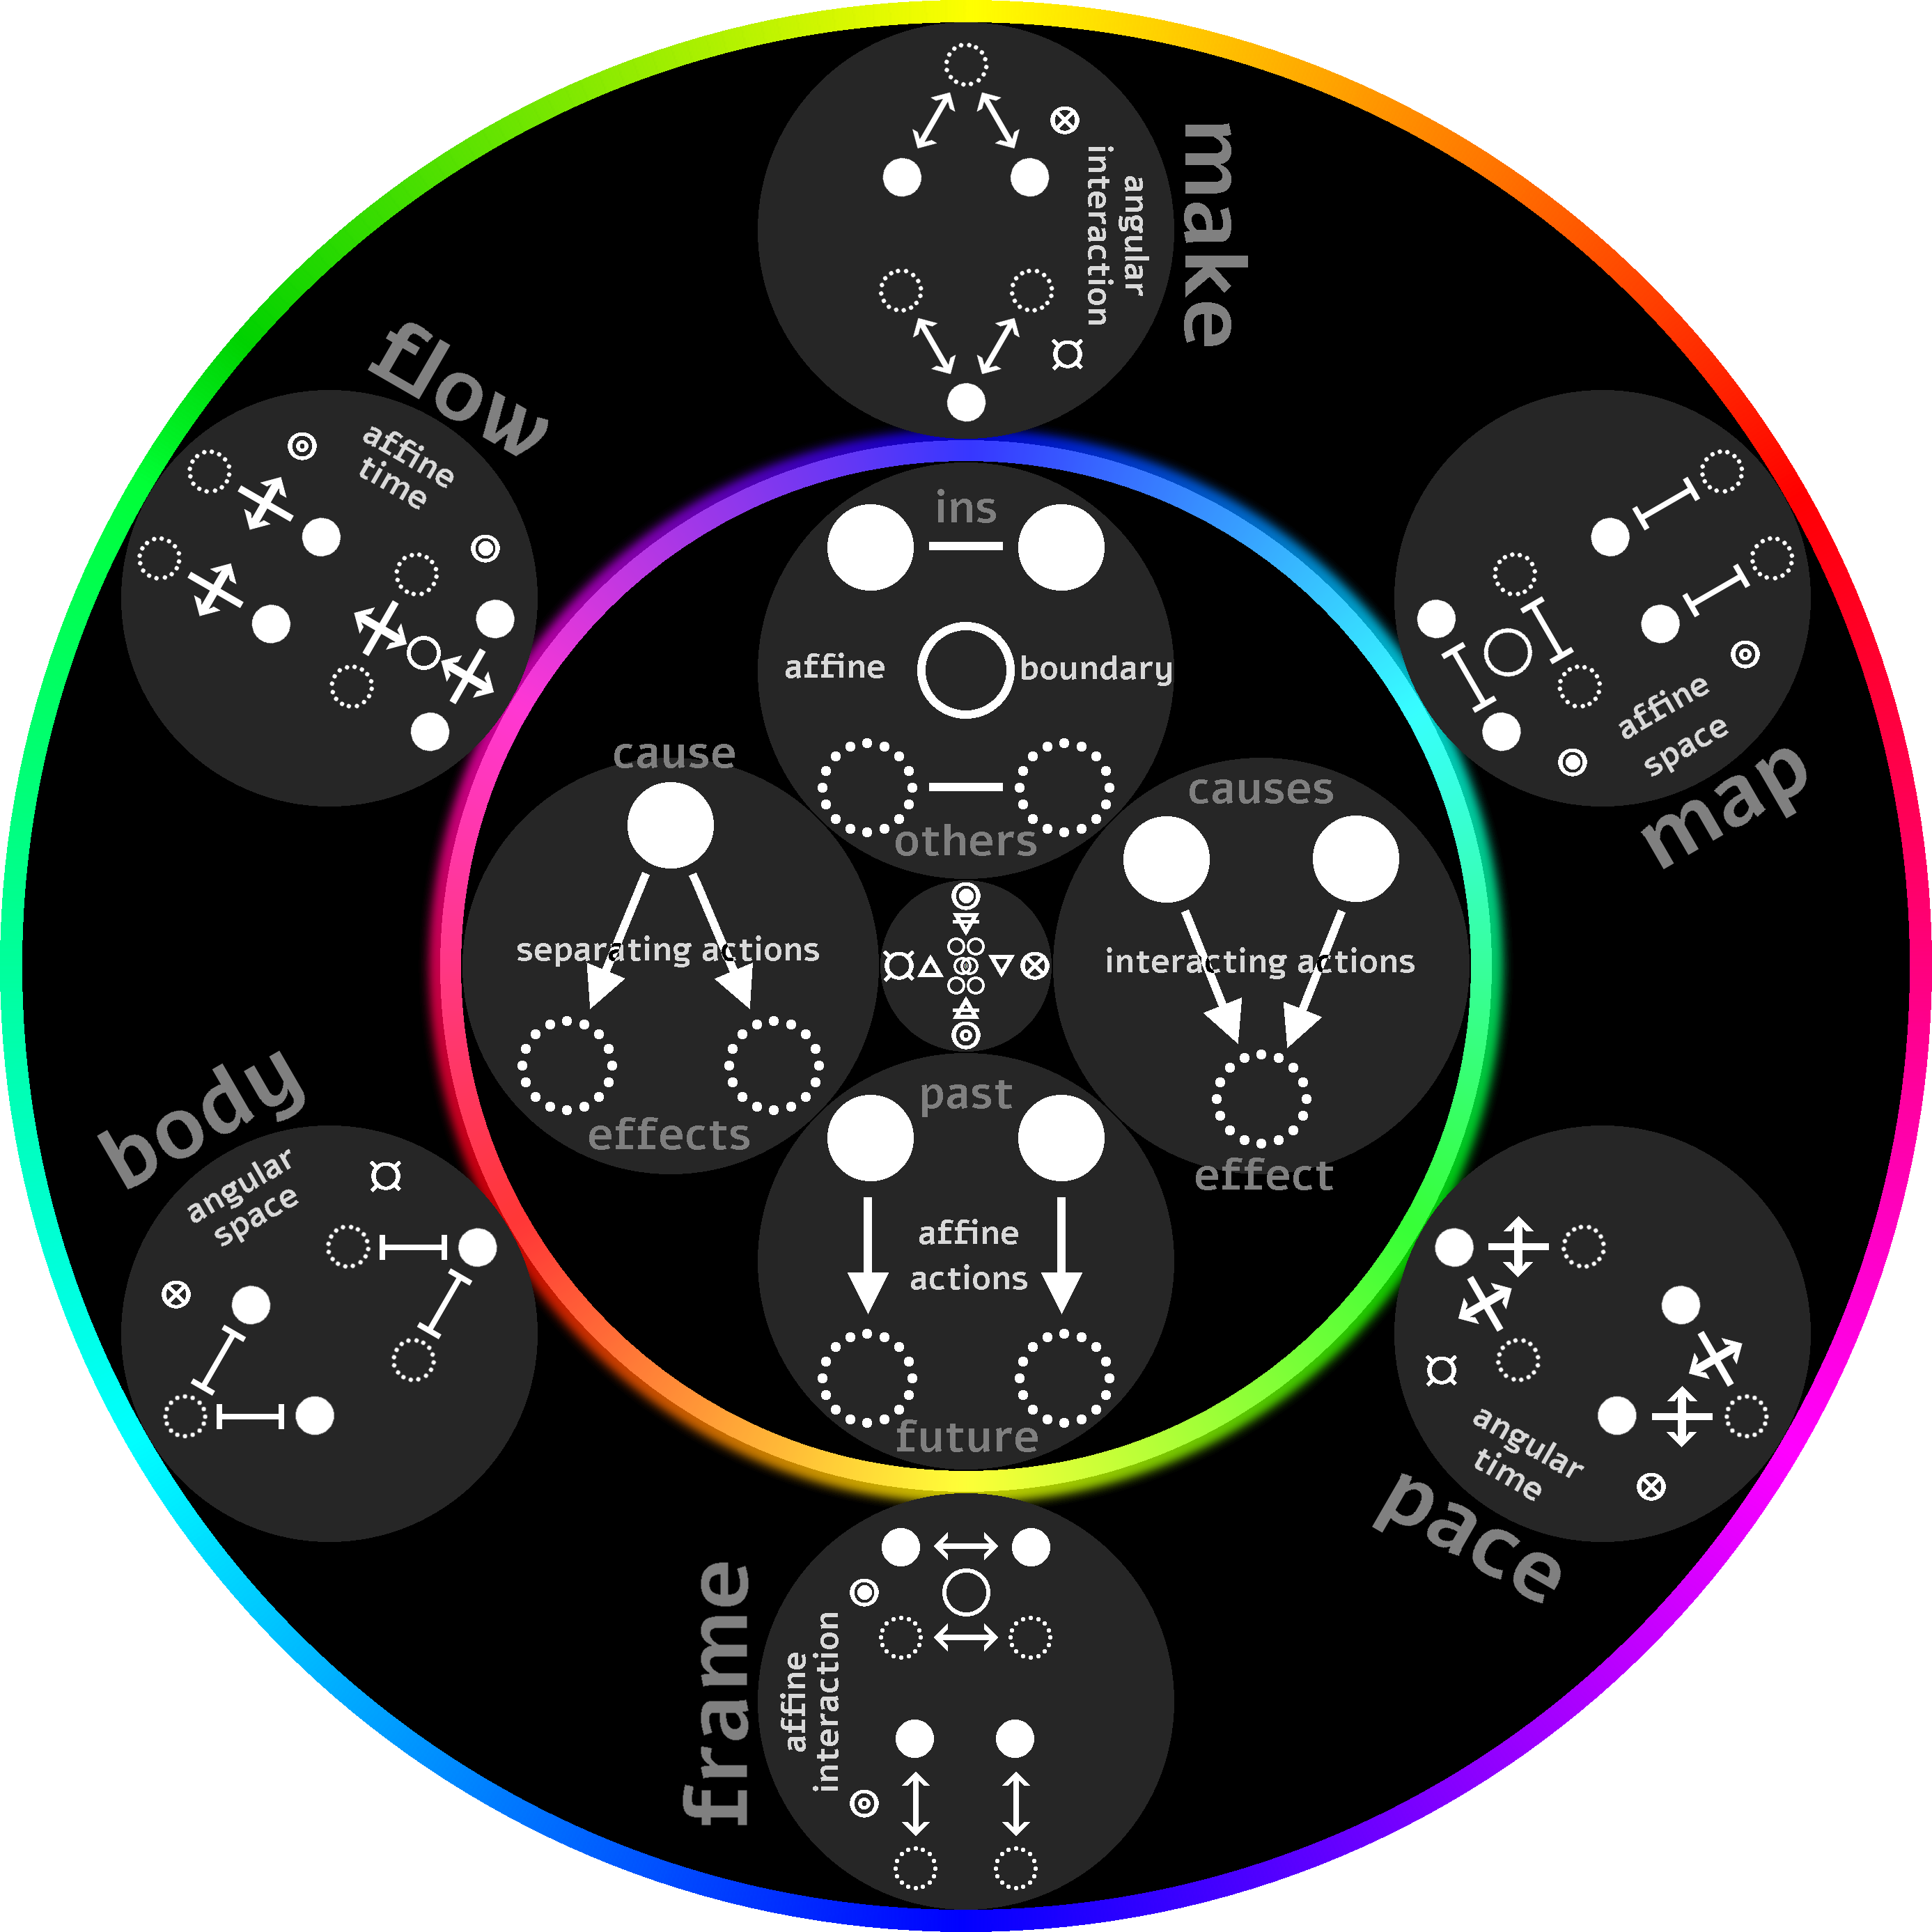 make
angular
interaction
flow
affine
time
map
affine
space
ins
affine
boundary
others
cause
separating actions
effects
causes
interacting actions
effect
past
affine
actions
future
body
angular
space
pace
angular
time
frame
affine
interaction